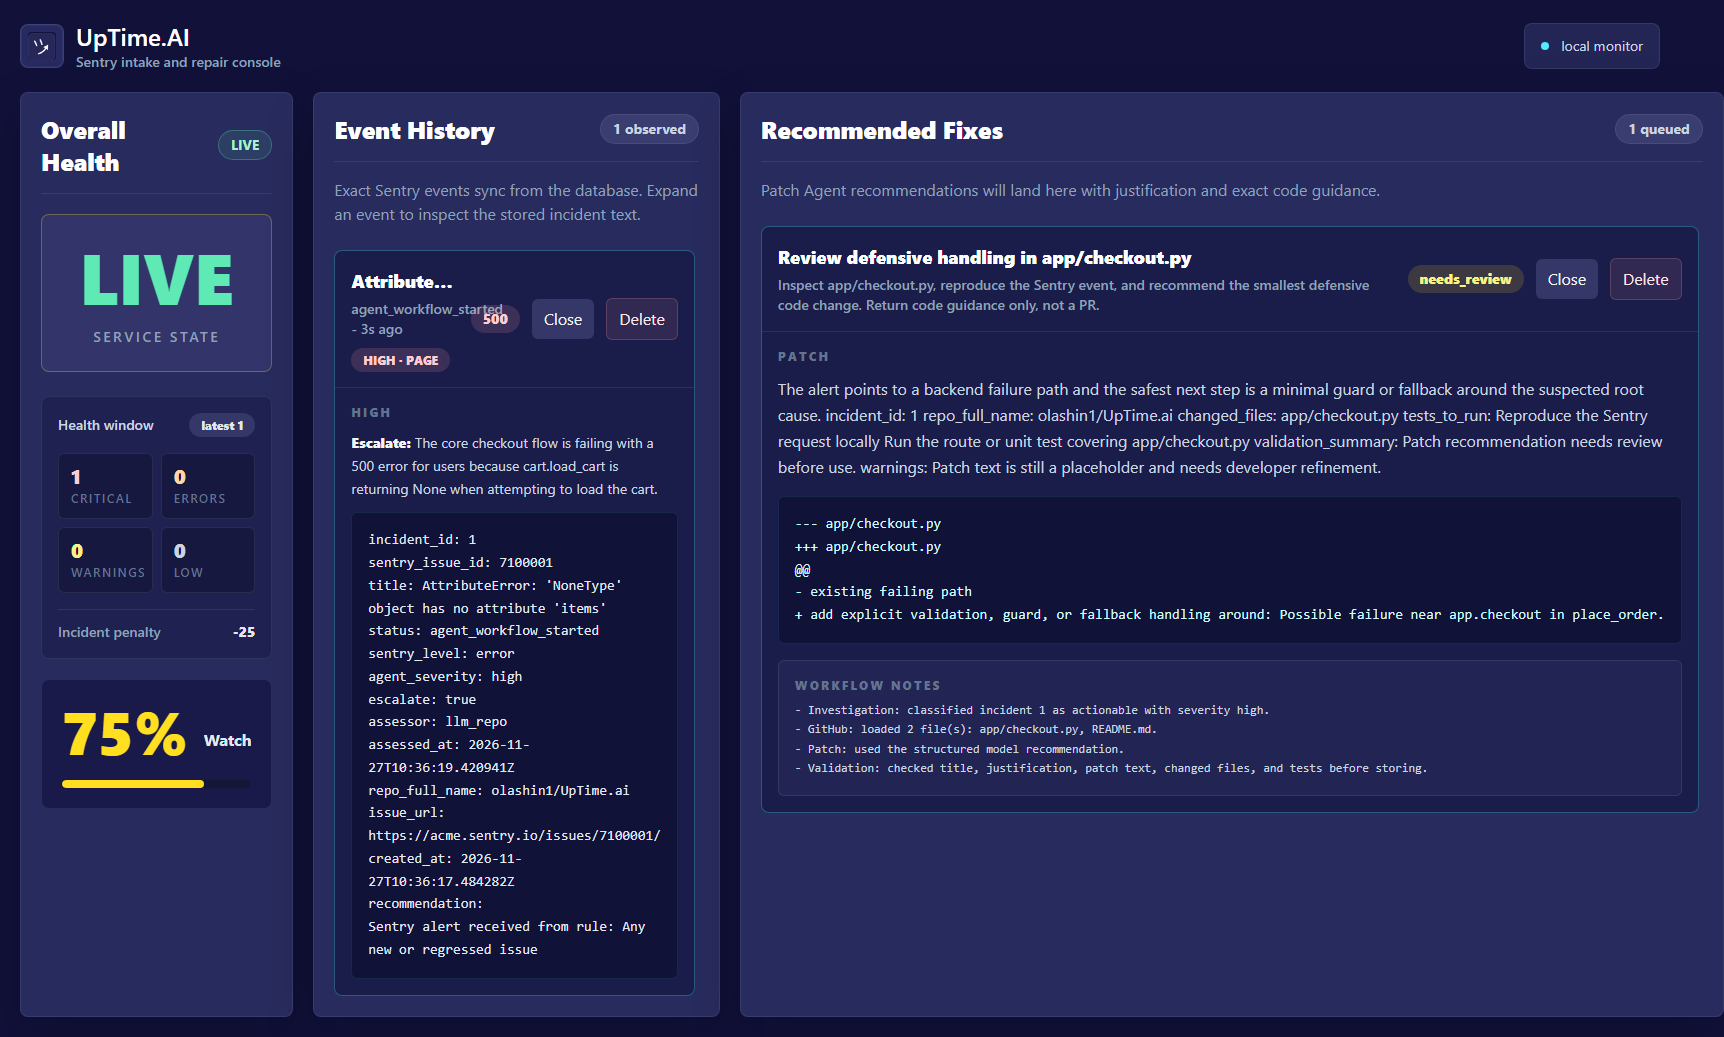 UpTime.AI
Sentry intake and repair console
local monitor
Overall
Health
LIVE
LIVE
SERVICE STATE
Health window
latest 1
1
CRITICAL
0
ERRORS
0
WARNINGS
0
LOW
Incident penalty
-25
75%
Watch
Event History
1 observed
Exact Sentry events sync from the database. Expand
an event to inspect the stored incident text.
Attribute...
agent_workflow_started
- 3s ago
500
Close
Delete
HIGH · PAGE
HIGH
Escalate: The core checkout flow is failing with a
500 error for users because cart.load_cart is
returning None when attempting to load the cart.
incident_id: 1
sentry_issue_id: 7100001
title: AttributeError: 'NoneType'
object has no attribute 'items'
status: agent_workflow_started
sentry_level: error
agent_severity: high
escalate: true
assessor: llm_repo
assessed_at: 2026-11-
27T10:36:19.420941Z
repo_full_name: olashin1/UpTime.ai
issue_url:
https://acme.sentry.io/issues/7100001/
created_at: 2026-11-
27T10:36:17.484282Z
recommendation:
Sentry alert received from rule: Any
new or regressed issue
Recommended Fixes
1 queued
Patch Agent recommendations will land here with justification and exact code guidance.
Review defensive handling in app/checkout.py
Inspect app/checkout.py, reproduce the Sentry event, and recommend the smallest defensive
code change. Return code guidance only, not a PR.
needs_review
Close
Delete
PATCH
The alert points to a backend failure path and the safest next step is a minimal guard or fallback around the suspected root
cause. incident_id: 1 repo_full_name: olashin1/UpTime.ai changed_files: app/checkout.py tests_to_run: Reproduce the Sentry
request locally Run the route or unit test covering app/checkout.py validation_summary: Patch recommendation needs review
before use. warnings: Patch text is still a placeholder and needs developer refinement.
--- app/checkout.py
+++ app/checkout.py
@@
- existing failing path
+ add explicit validation, guard, or fallback handling around: Possible failure near app.checkout in place_order.
WORKFLOW NOTES
- Investigation: classified incident 1 as actionable with severity high.
- GitHub: loaded 2 file(s): app/checkout.py, README.md.
- Patch: used the structured model recommendation.
- Validation: checked title, justification, patch text, changed files, and tests before storing.